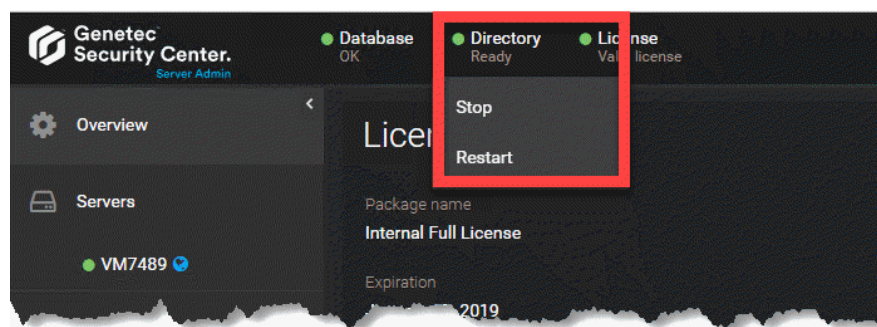 Genetec
Security Center.
Server Admin
Database
OK
Directory
Ready
License
Valid license
Stop
Restart
Overview
Servers
VM7489
Package name
Internal Full License
Expiration
2019